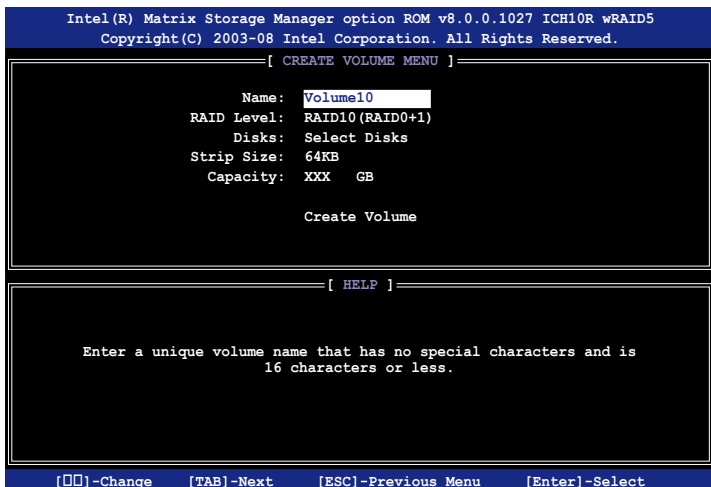 Intel(R) Matrix Storage Manager option ROM v8.0.0.1027 ICH10R wRAID5
Copyright(C) 2003-08 Intel Corporation. All Rights Reserved.
[ CREATE VOLUME MENU ]
Name: Volume10
RAID Level: RAID10(RAID0+1)
Disks: Select Disks
Strip Size: 64KB
Capacity: XXX GB
Create Volume
[ HELP ]
Enter a unique volume name that has no special characters and is
16 characters or less.
[▯▯]-Change [TAB]-Next [ESC]-Previous Menu [Enter]-Select